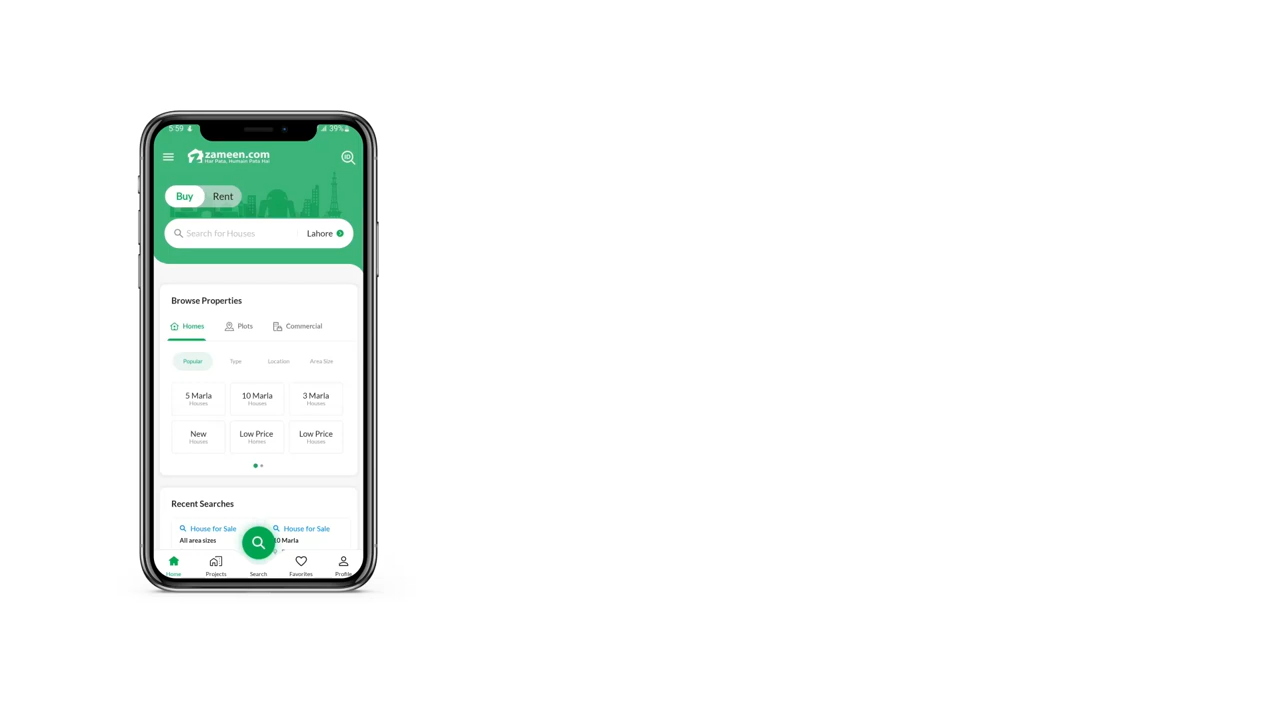 5:59
39%
zameen.com
Har Pata, Humain Pata Hai
ID
Buy Rent
Search for Houses Lahore
Browse Properties
Homes Plots Commercial
Popular Type Location Area Size
5 Marla 10 Marla 3 Marla
Houses Houses Houses
New Low Price Low Price
Houses Homes Houses
Recent Searches
House for Sale House for Sale
All area sizes Marla
Home Projects Search Favorites Profile